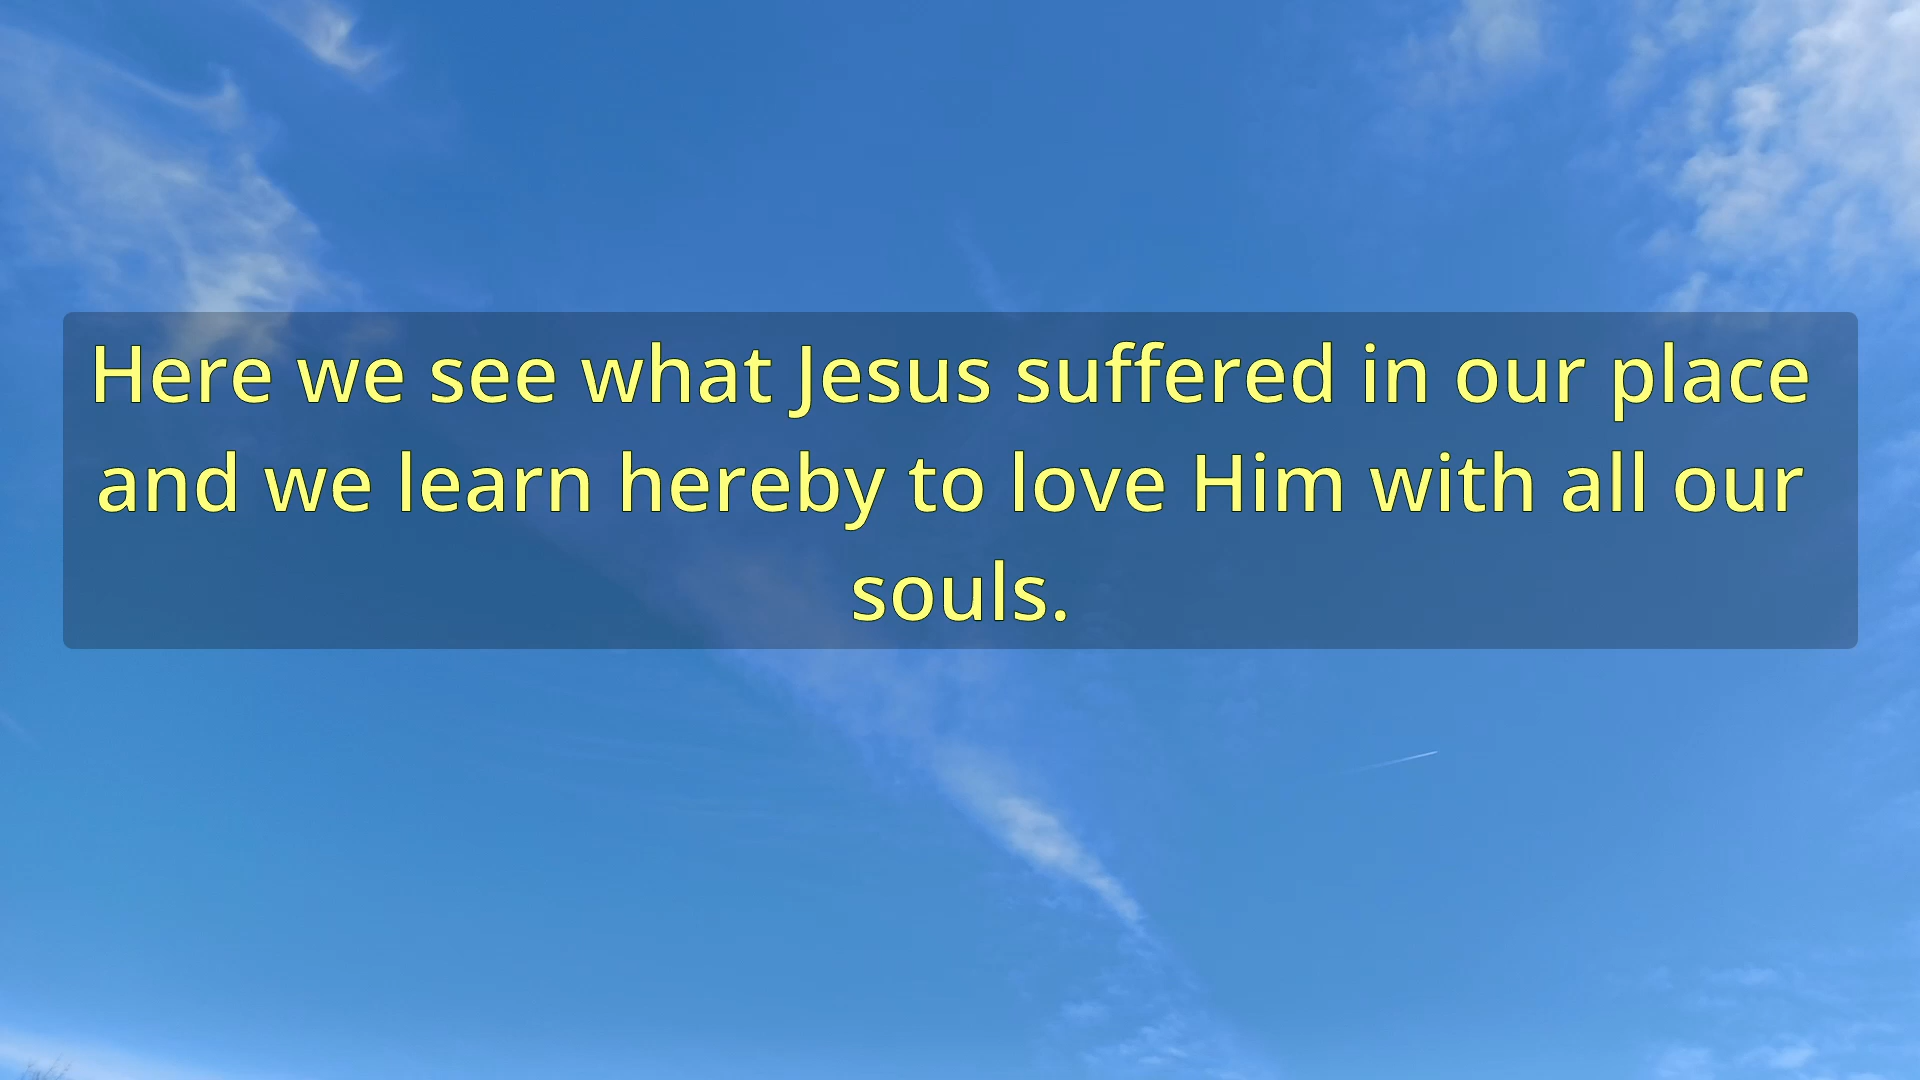 Here we see what Jesus suffered in our place
and we learn hereby to love Him with all our
souls.